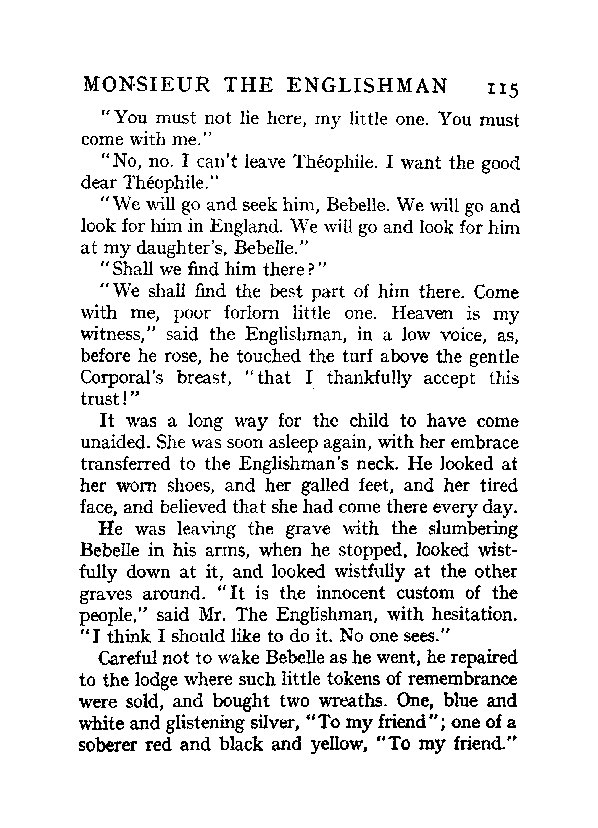 MONSIEUR THE ENGLISHMAN 115
"You must not lie here, my little one. You must
come with me."
"No, no. I can't leave Théophile. I want the good
dear Théophile."
"We will go and seek him, Bebelle. We will go and
look for him in England. We will go and look for him
at my daughter's, Bebelle."
"Shall we find him there?"
"We shall find the best part of him there. Come
with me, poor forlorn little one. Heaven is my
witness," said the Englishman, in a low voice, as,
before he rose, he touched the turf above the gentle
Corporal's breast, "that I thankfully accept this
trust!"
It was a long way for the child to have come
unaided. She was soon asleep again, with her embrace
transferred to the Englishman's neck. He looked at
her worn shoes, and her galled feet, and her tired
face, and believed that she had come there every day.
He was leaving the grave with the slumbering
Bebelle in his arms, when he stopped, looked wist-
fully down at it, and looked wistfully at the other
graves around. "It is the innocent custom of the
people," said Mr. The Englishman, with hesitation.
"I think I should like to do it. No one sees."
Careful not to wake Bebelle as he went, he repaired
to the lodge where such little tokens of remembrance
were sold, and bought two wreaths. One, blue and
white and glistening silver, "To my friend"; one of a
soberer red and black and yellow, "To my friend."